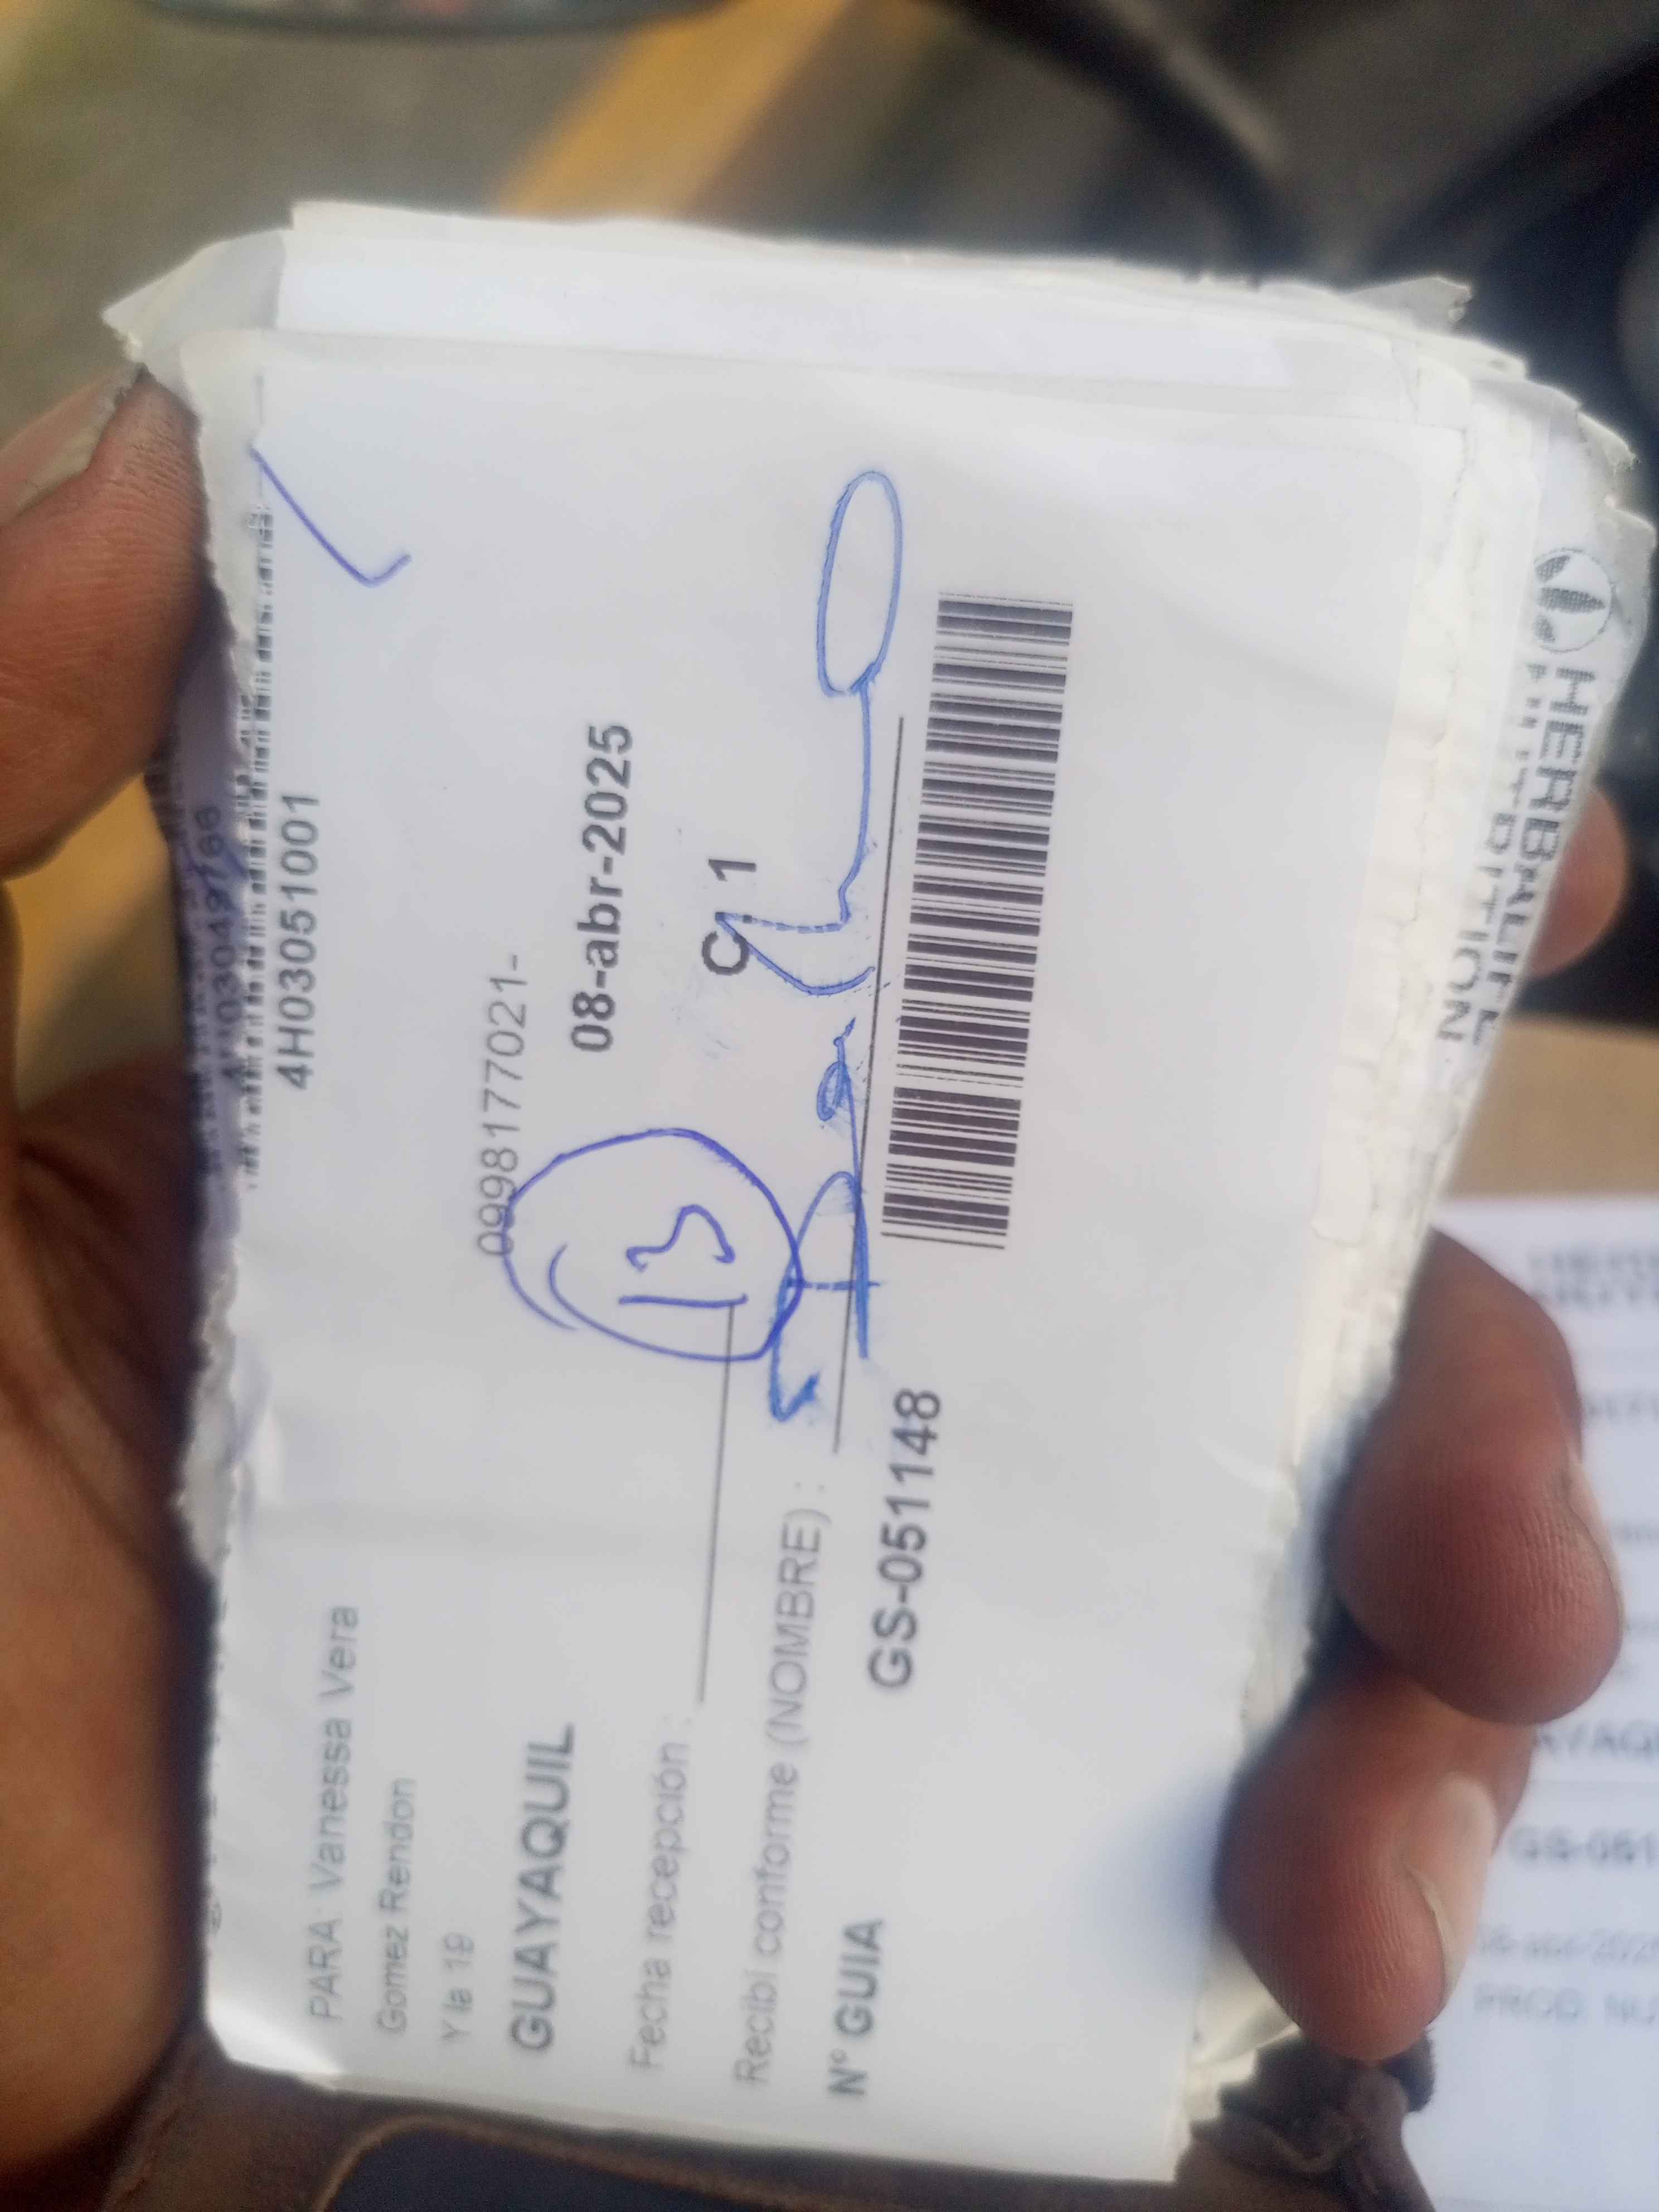 4H03051001
PARA: Vanessa Vera
Gomez Rendon
Y la 19
0998177021-
GUAYAQUIL
08-abr-2025
Fecha recepción :
13
C 1
Recibí conforme (NOMBRE) :
N° GUIA
GS-051148
HERBALIFE
NUTRITION